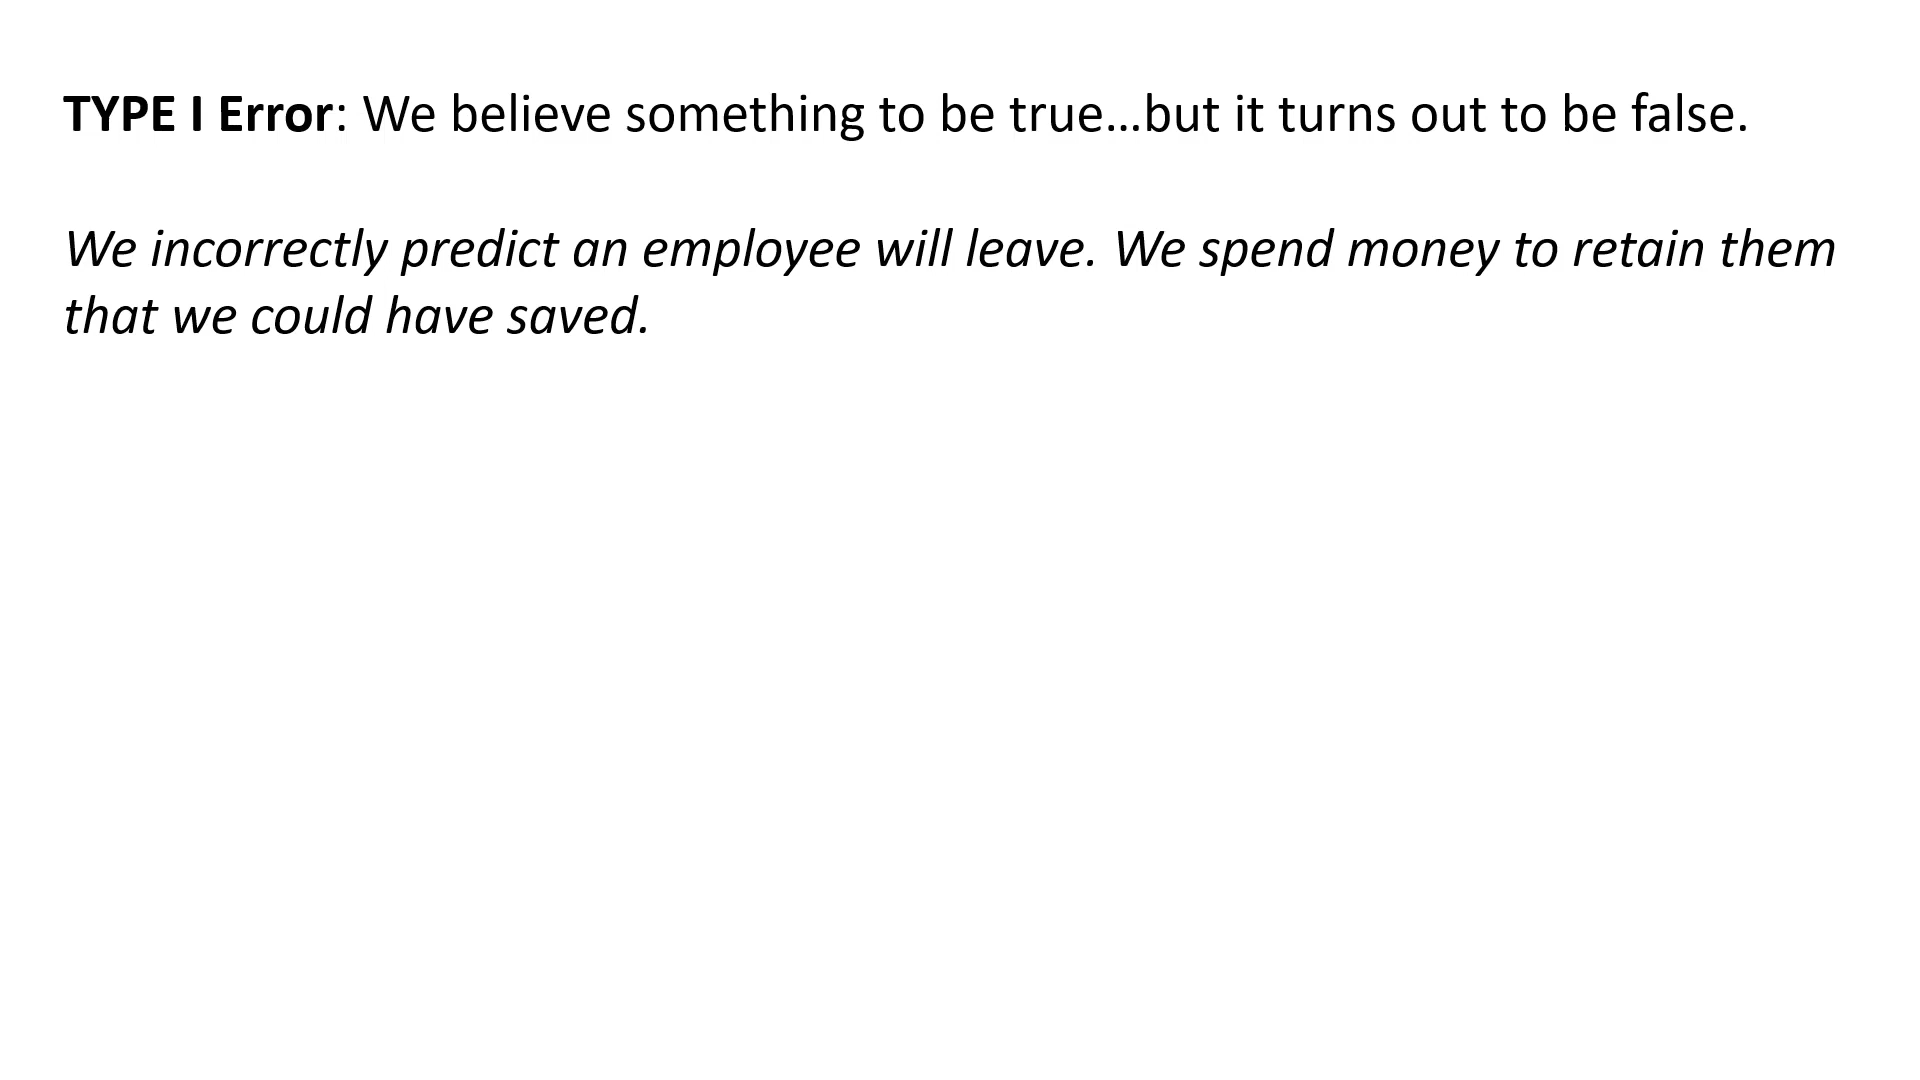 TYPE I Error: We believe something to be true...but it turns out to be false.
We incorrectly predict an employee will leave. We spend money to retain them
that we could have saved.